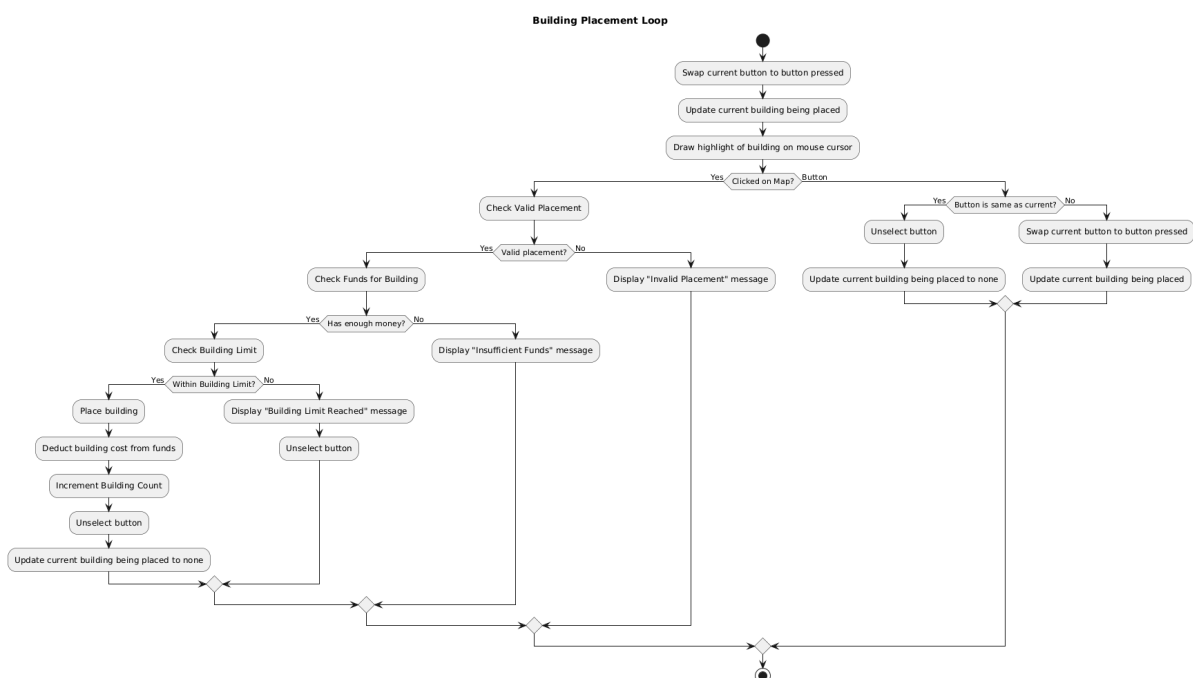 Building Placement Loop
Swap current button to button pressed
Update current building being placed
Draw highlight of building on mouse cursor
Yes
Clicked on Map?
Button
Check Valid Placement
Yes
Button is same as current?
No
Unselect button
Swap current button to button pressed
Yes
Valid placement?
No
Check Funds for Building
Display "Invalid Placement" message
Update current building being placed to none
Update current building being placed
Yes
Has enough money?
No
Check Building Limit
Display "Insufficient Funds" message
Yes
Within Building Limit?
No
Place building
Display "Building Limit Reached" message
Deduct building cost from funds
Unselect button
Increment Building Count
Unselect button
Update current building being placed to none